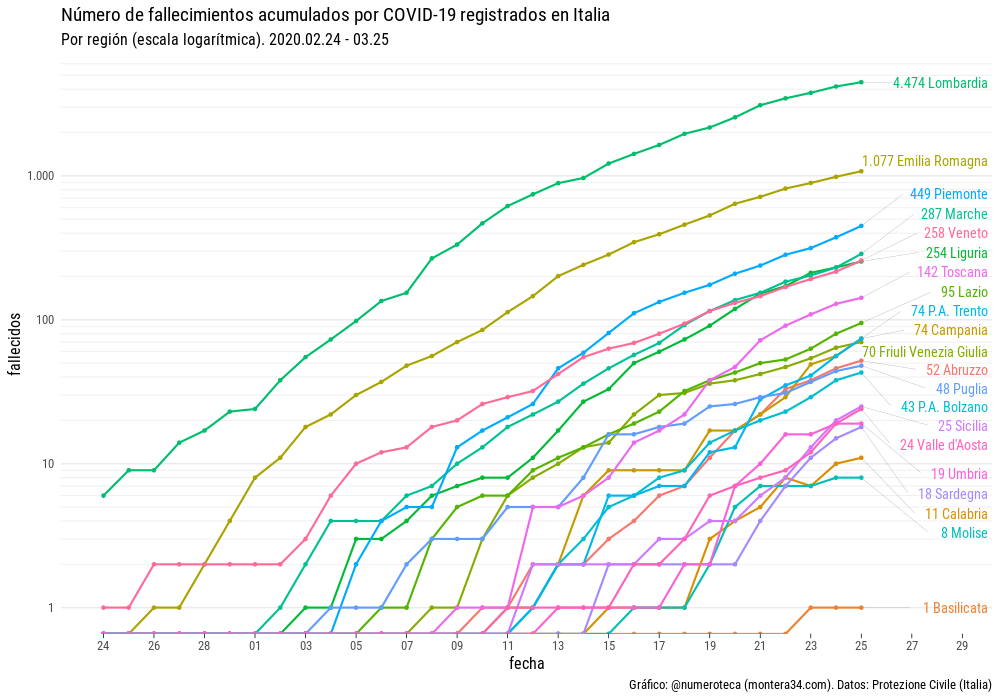 Número de fallecimientos acumulados por COVID-19 registrados en Italia
Por región (escala logarítmica). 2020.02.24 - 03.25
fallecidos
1.000
100
10
1
4.474 Lombardia
1.077 Emilia Romagna
449 Piemonte
287 Marche
258 Veneto
254 Liguria
142 Toscana
95 Lazio
74 P.A. Trento
74 Campania
70 Friuli Venezia Giulia
52 Abruzzo
48 Puglia
43 P.A. Bolzano
25 Sicilia
24 Valle d'Aosta
19 Umbria
18 Sardegna
11 Calabria
8 Molise
1 Basilicata
24 26 28 01 03 05 07 09 11 13 15 17 19 21 23 25 27 29
fecha
Gráfico: @numeroteca (montera34.com). Datos: Protezione Civile (Italia)